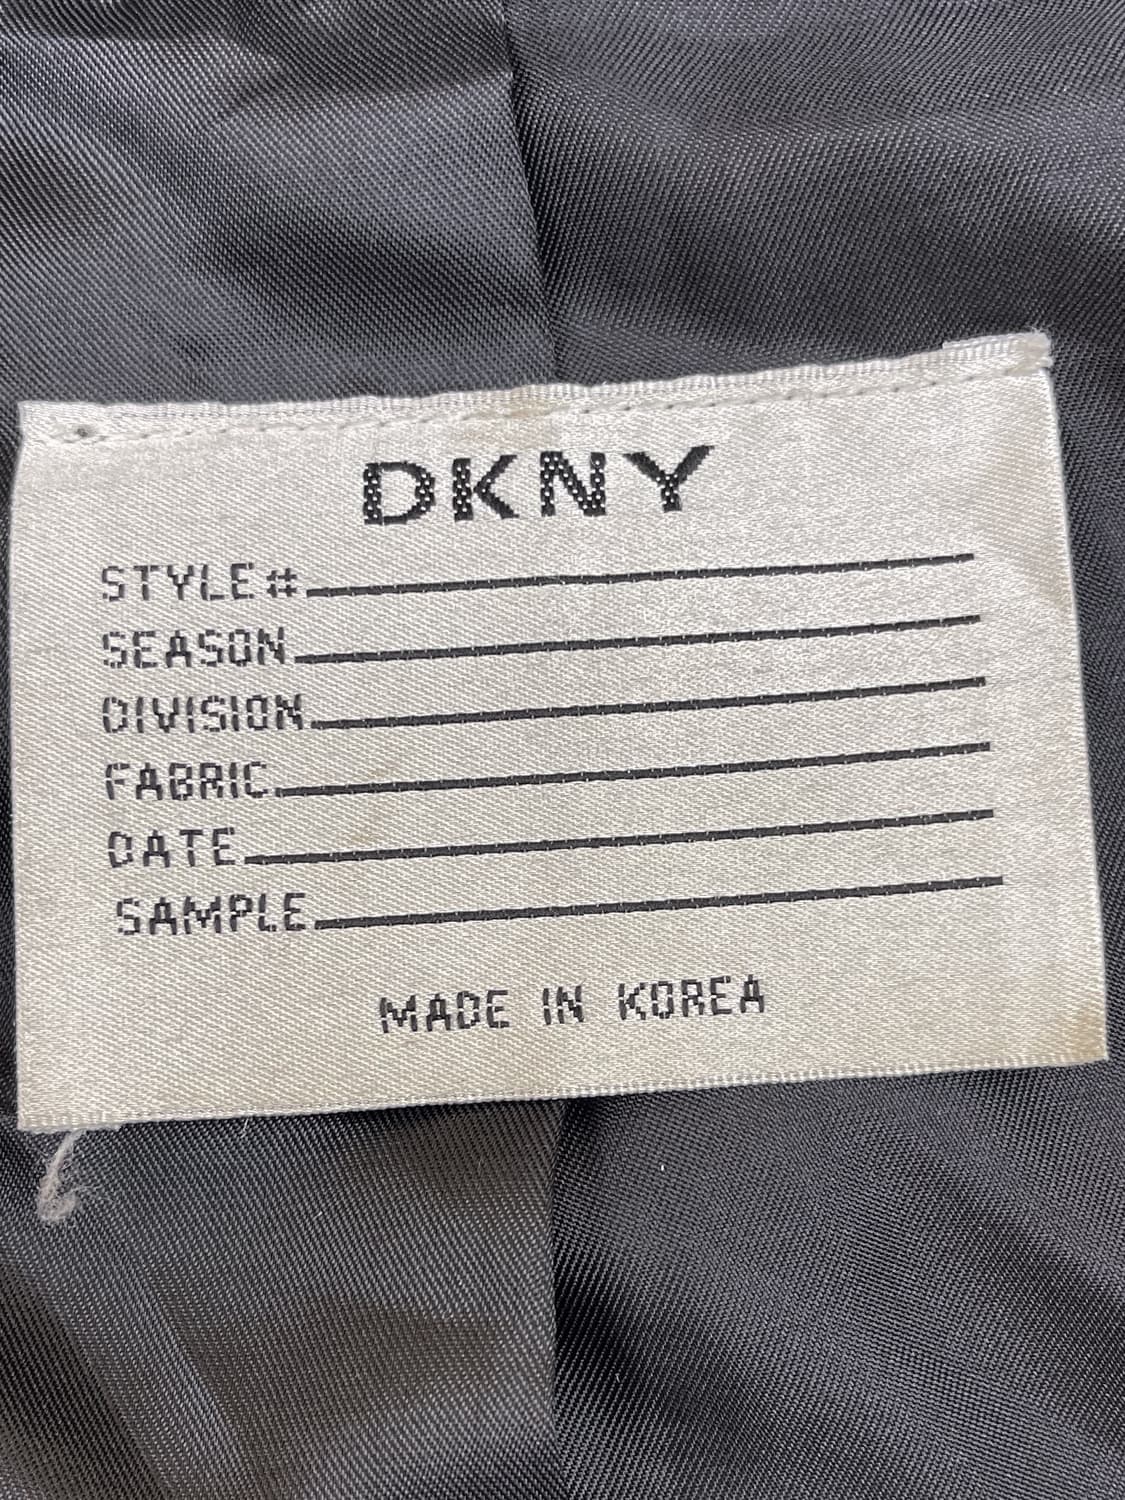 DKNY
STYLE#
SEASON
DIVISION
FABRIC
DATE
SAMPLE
MADE IN KOREA